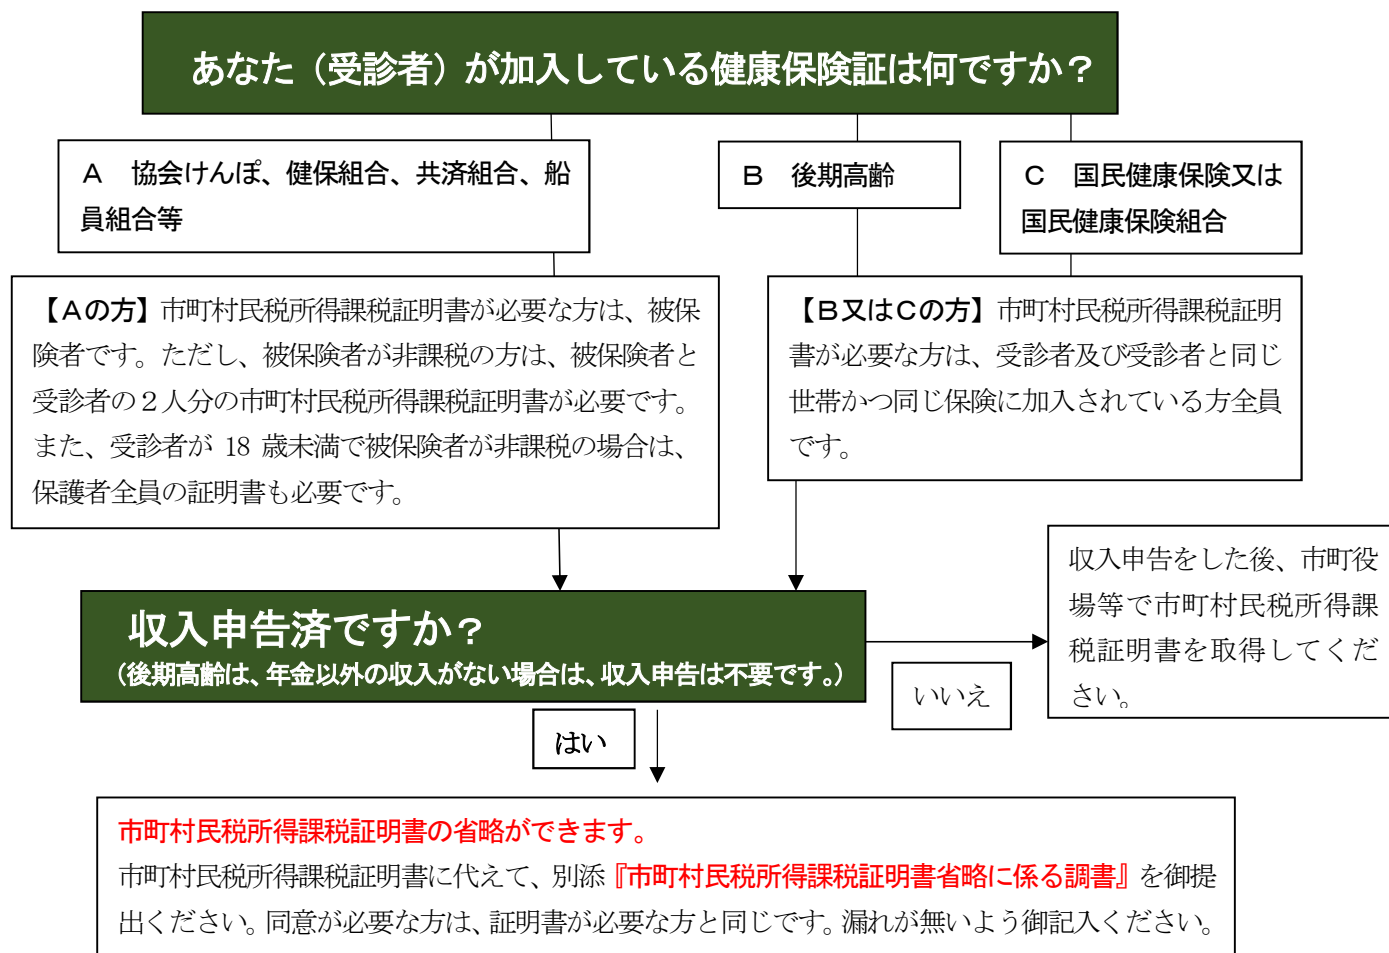 あなた（受診者）が加入している健康保険証は何ですか？
A　協会けんぽ、健保組合、共済組合、船
員組合等
B　後期高齢
C　国民健康保険又は
国民健康保険組合
【Aの方】市町村民税所得課税証明書が必要な方は、被保
険者です。ただし、被保険者が非課税の方は、被保険者と
受診者の２人分の市町村民税所得課税証明書が必要です。
また、受診者が 18 歳未満で被保険者が非課税の場合は、
保護者全員の証明書も必要です。
【B又はCの方】市町村民税所得課税証明
書が必要な方は、受診者及び受診者と同じ
世帯かつ同じ保険に加入されている方全員
です。
収入申告済ですか？
（後期高齢は、年金以外の収入がない場合は、収入申告は不要です。）
いいえ
収入申告をした後、市町役
場等で市町村民税所得課
税証明書を取得してくだ
さい。
はい
市町村民税所得課税証明書の省略ができます。
市町村民税所得課税証明書に代えて、別添『市町村民税所得課税証明書省略に係る調書』を御提
出ください。同意が必要な方は、証明書が必要な方と同じです。漏れが無いよう御記入ください。